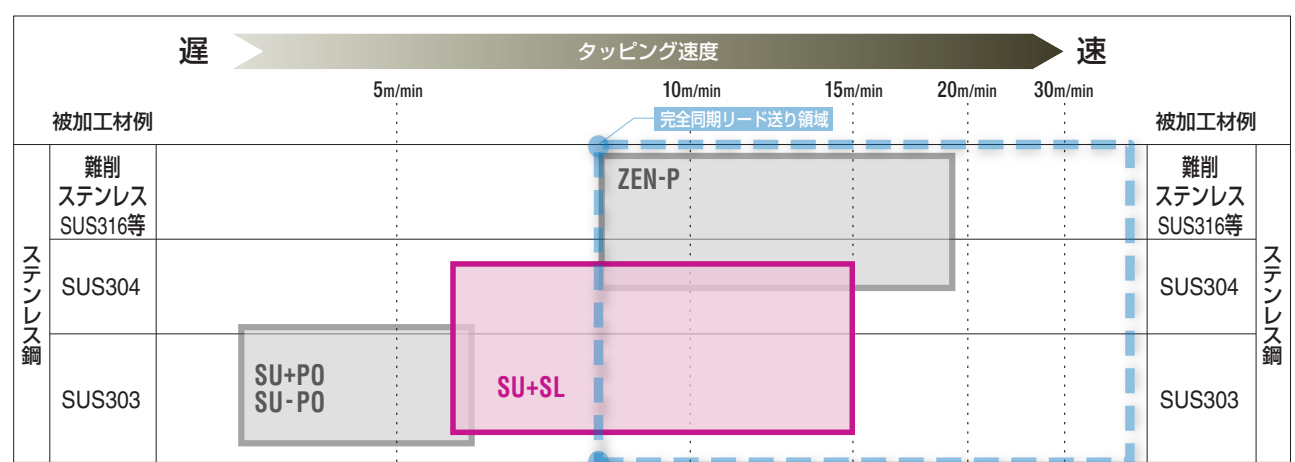 遅
タッピング速度
速
5m/min
10m/min
15m/min
20m/min
30m/min
被加工材例
完全同期リード送り領域
被加工材例
ステンレス鋼
難削
ステンレス
SUS316等
ZEN-P
難削
ステンレス
SUS316等
ステンレス鋼
SUS304
SUS304
SU+PO
SU-PO
SU+SL
SUS303
SUS303